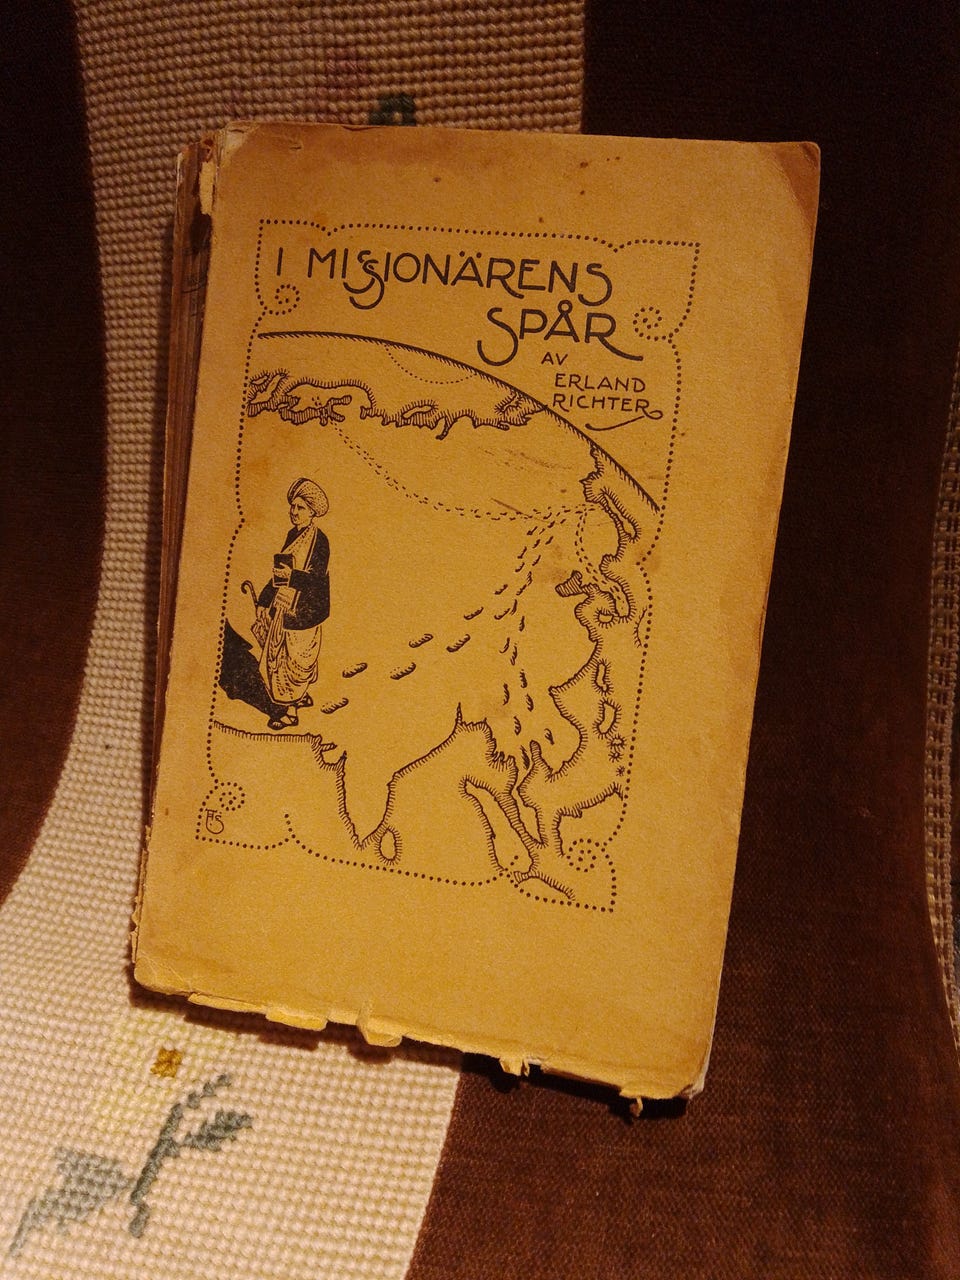 I MISSIONÄRENS
SPÅR
AV
ERLAND
RICHTER